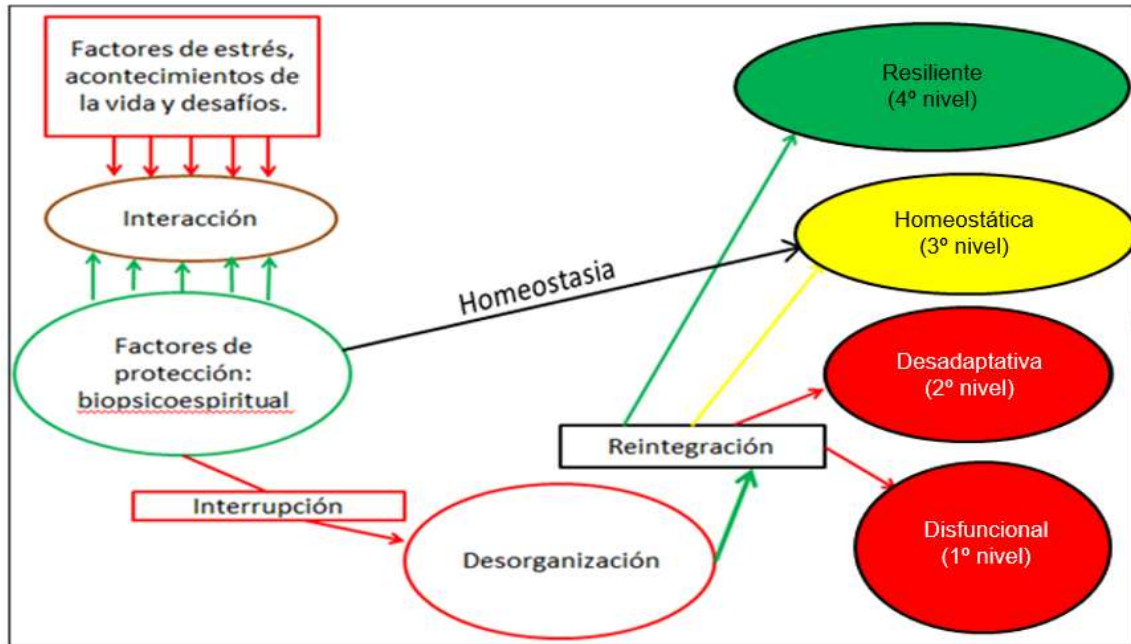 Factores de estrés,
acontecimientos de
la vida y desafíos.
Interacción
Factores de
protección:
biopsicoespiritual
Homeostasia
Interrupción
Desorganización
Reintegración
Resiliente
(4º nivel)
Homeostática
(3º nivel)
Desadaptativa
(2º nivel)
Disfuncional
(1º nivel)